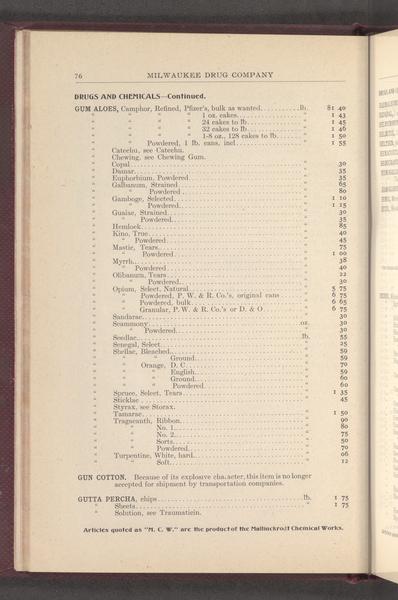 76 MILWAUKEE DRUG COMPANY
DRUGS AND CHEMICALS—Continued.
GUM ALOES, Camphor, Refined, Pfizer's, bulk as wanted..........lb. $1 40
" " " " 1 oz. cakes.................." 1 43
" " " " 24 cakes to lb.............." 1 45
" " " " 32 cakes to lb.............." 1 46
" " " " 1-8 oz., 128 cakes to lb...." 1 50
" " Powdered, 1 lb. cans, incl.................." 1 55
" Catechu, see Catechu.
" Chewing, see Chewing Gum.
" Copal...................." 30
" Damar...................." 35
" Euphorbium, Powdered...................." 35
" Galbanum, Strained...................." 65
" " Powdered...................." 80
" Gamboge, Selected...................." 1 10
" " Powdered...................." 1 15
" Guaiac, Strained...................." 30
" " Powdered...................." 35
" Hemlock...................." 85
" Kino, True...................." 40
" " Powdered...................." 45
" Mastic, Tears...................." 75
" " Powdered...................." 1 00
" Myrrh...................." 38
" " Powdered...................." 40
" Olibanum, Tears...................." 22
" " Powdered...................." 30
" Opium, Select, Natural...................." 5 75
" " Powdered, P. W. & R. Co.'s, original cans " 6 75
" " Powdered, bulk...................." 6 65
" " Granular, P. W. & R. Co.'s or D. & O......" 6 75
" Sandarac...................." 30
" Scammony....................oz. 30
" " Powdered...................." 30
" Seedlac....................lb. 55
" Senegal, Select...................." 25
" Shellac, Bleached...................." 59
" " " Ground...................." 59
" " Orange, D. C...................." 70
" " " English...................." 59
" " " Ground...................." 60
" " " Powdered...................." 60
" Spruce, Select, Tears...................." 1 35
" Sticklac...................." 45
" Styrax, see Storax.
" Tamarac...................." 1 50
" Tragacanth, Ribbon...................." 90
" " No. 1...................." 80
" " No. 2...................." 75
" " Sorts...................." 50
" " Powdered...................." 70
" Turpentine, White, hard...................." 06
" " Soft...................." 12
GUN COTTON. Because of its explosive character, this item is no longer
accepted for shipment by transportation companies.
GUTTA PERCHA, chips....................lb. 1 75
" Sheets...................." 1 75
" Solution, see Traumaticin.
Articles quoted as "M. C. W." are the product of the Mallinckrodt Chemical Works.